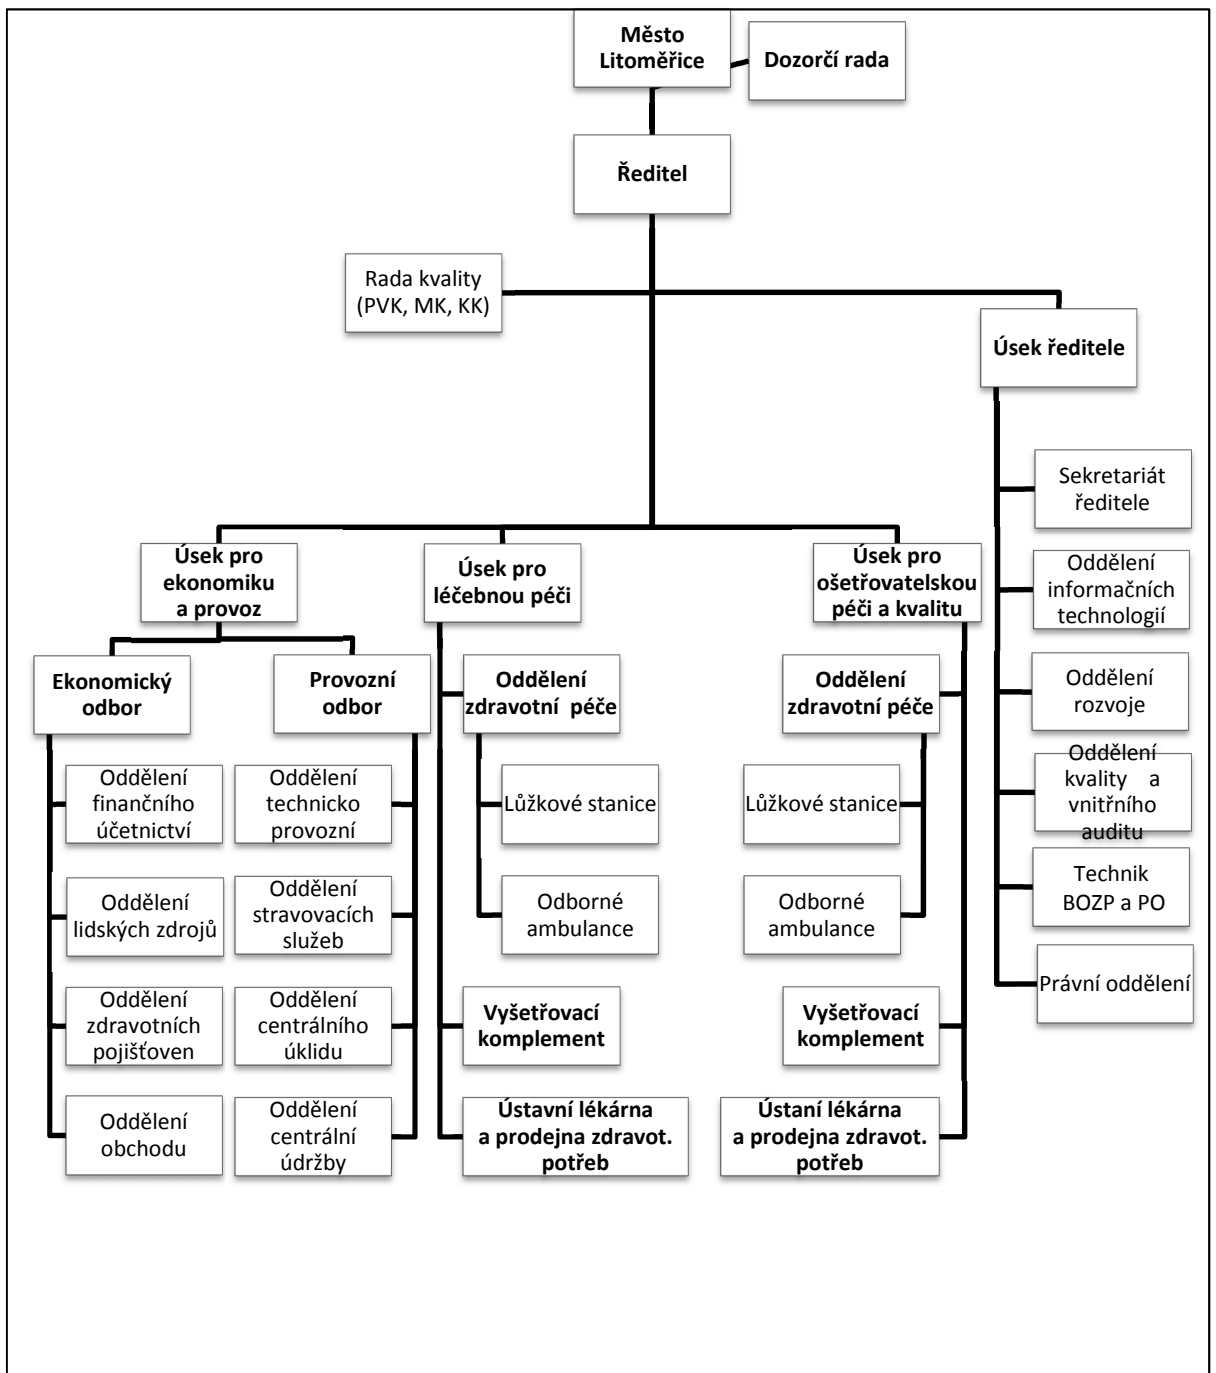 Město
Litoměřice
Dozorčí rada
Ředitel
Rada kvality
(PVK, MK, KK)
Úsek ředitele
Sekretariát
ředitele
Oddělení
informačních
technologií
Oddělení
rozvoje
Oddělení
kvality a
vnitřního
auditu
Technik
BOZP a PO
Právní oddělení
Úsek pro
ekonomiku
a provoz
Úsek pro
léčebnou péči
Úsek pro
ošetřovatelskou
péči a kvalitu
Ekonomický
odbor
Provozní
odbor
Oddělení
zdravotní péče
Oddělení
zdravotní péče
Oddělení
finančního
účetnictví
Oddělení
technicko
provozní
Lůžkové stanice
Lůžkové stanice
Oddělení
lidských zdrojů
Oddělení
stravovacích
služeb
Odborné
ambulance
Odborné
ambulance
Oddělení
zdravotních
pojišťoven
Oddělení
centrálního
úklidu
Vyšetřovací
komplement
Vyšetřovací
komplement
Oddělení
obchodu
Oddělení
centrální
údržby
Ústavní lékárna
a prodejna zdravot.
potřeb
Ústaní lékárna
a prodejna zdravot.
potřeb